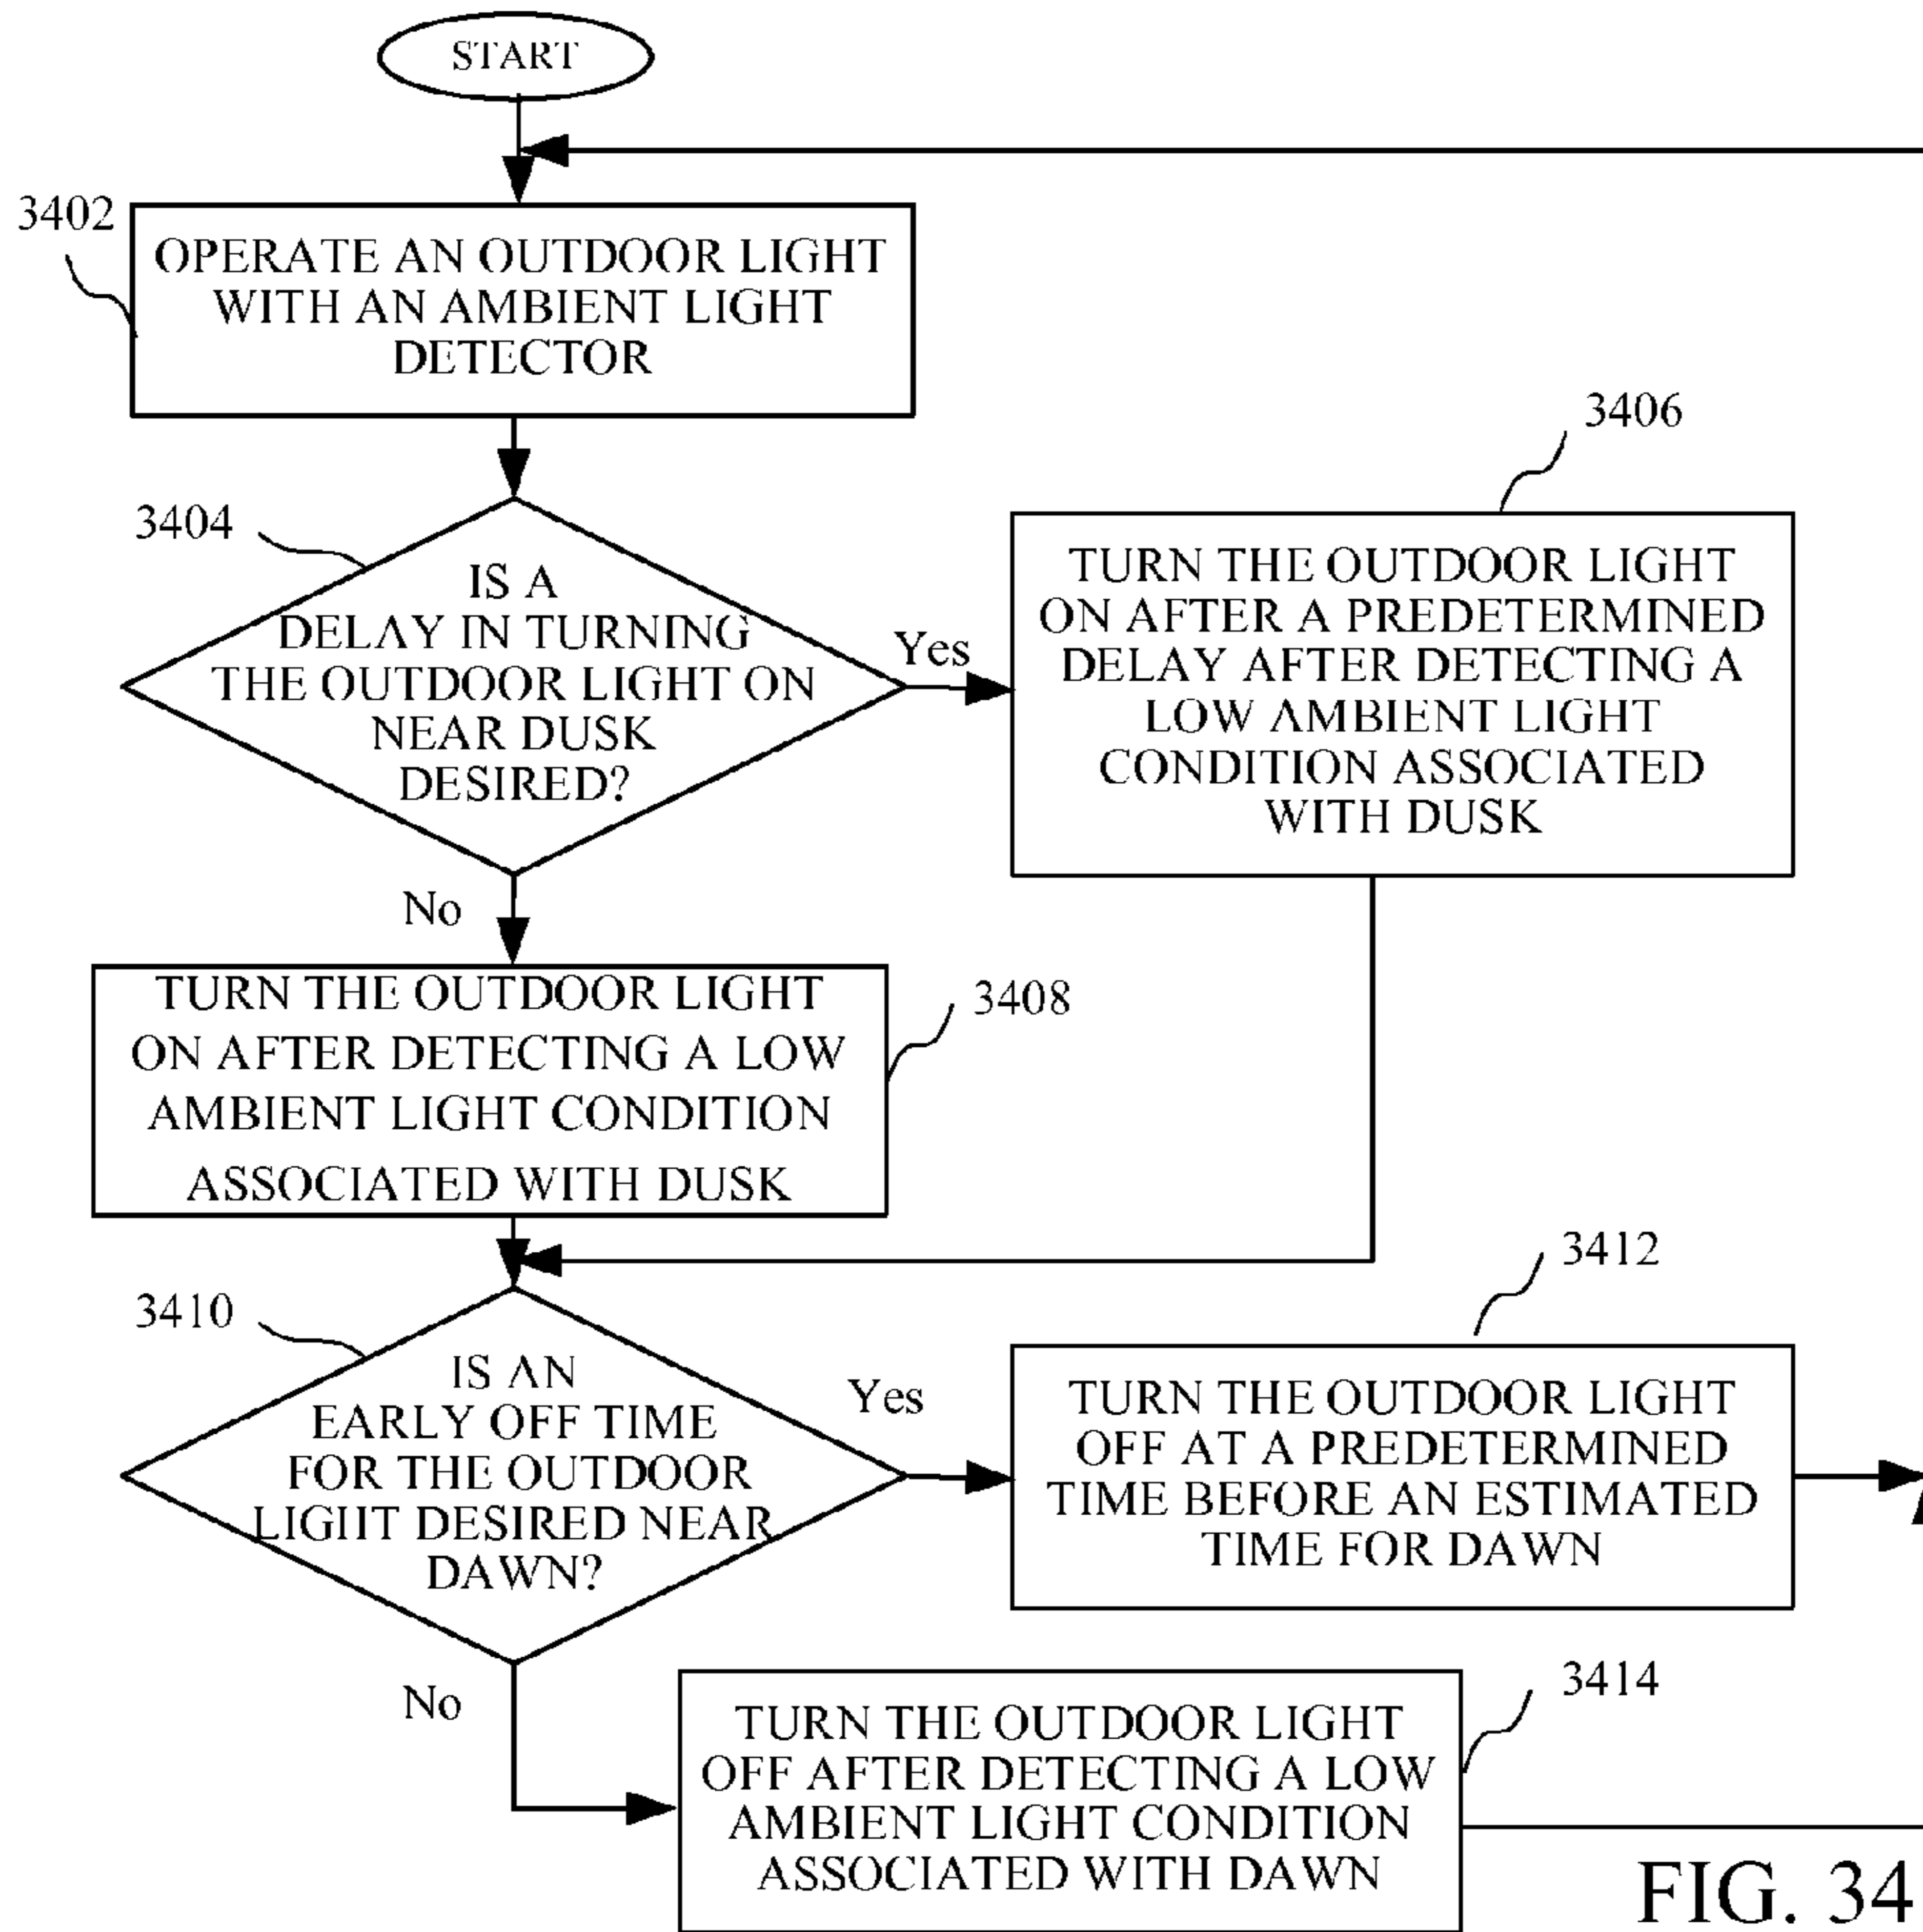 START
3402
OPERATE AN OUTDOOR LIGHT
WITH AN AMBIENT LIGHT
DETECTOR
3404
IS A
DELAY IN TURNING
THE OUTDOOR LIGHT ON
NEAR DUSK
DESIRED?
Yes
3406
TURN THE OUTDOOR LIGHT
ON AFTER A PREDETERMINED
DELAY AFTER DETECTING A
LOW AMBIENT LIGHT
CONDITION ASSOCIATED
WITH DUSK
No
TURN THE OUTDOOR LIGHT
ON AFTER DETECTING A LOW
AMBIENT LIGHT CONDITION
ASSOCIATED WITH DUSK
3408
3410
IS AN
EARLY OFF TIME
FOR THE OUTDOOR
LIGHT DESIRED NEAR
DAWN?
Yes
3412
TURN THE OUTDOOR LIGHT
OFF AT A PREDETERMINED
TIME BEFORE AN ESTIMATED
TIME FOR DAWN
No
3414
TURN THE OUTDOOR LIGHT
OFF AFTER DETECTING A LOW
AMBIENT LIGHT CONDITION
ASSOCIATED WITH DAWN
FIG. 34